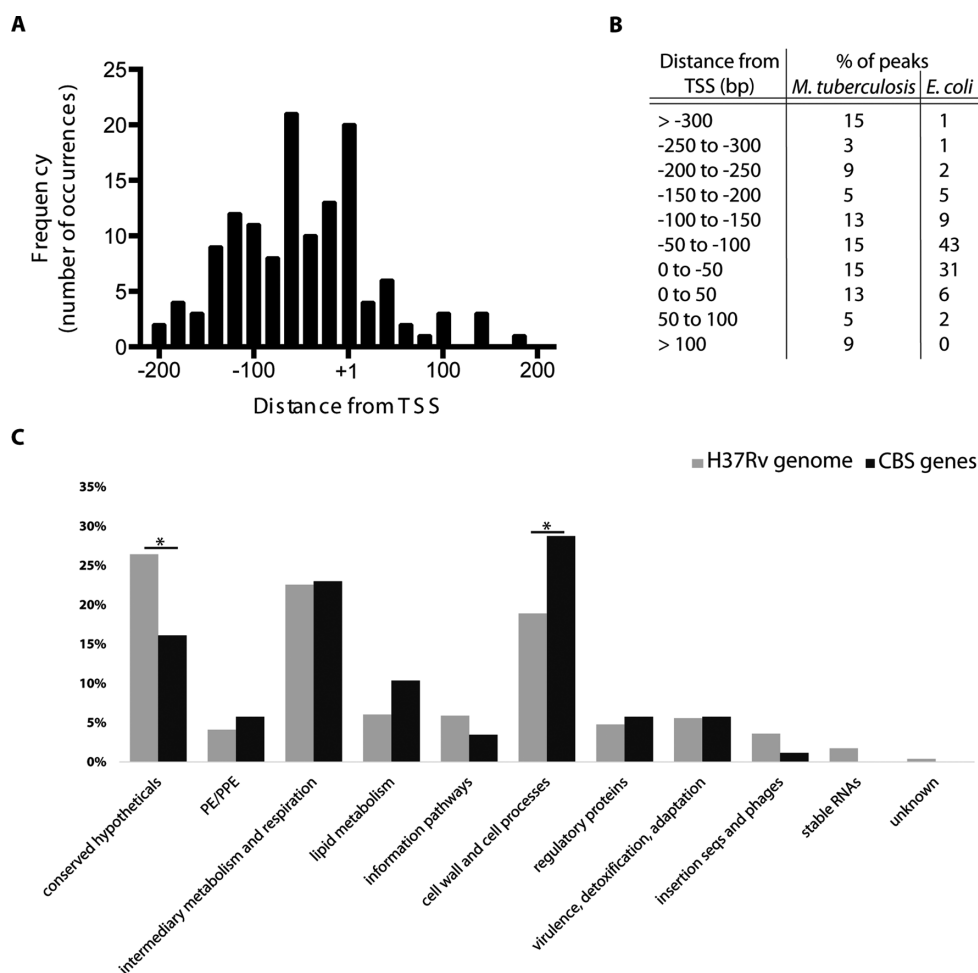 A
25
20
15
10
5
0
Frequency
(number of occurrences)
-200
-100
+1
100
200
Distance from TSS
B
Distance from TSS (bp) % of peaks
M. tuberculosis E. coli
> -300 15 1
-250 to -300 3 1
-200 to -250 9 2
-150 to -200 5 5
-100 to -150 13 9
-50 to -100 15 43
0 to -50 15 31
0 to 50 13 6
50 to 100 5 2
> 100 9 0
C
H37Rv genome CBS genes
35%
30%
25%
20%
15%
10%
5%
0%
*
*
conserved hypotheticals
PE/PPE
intermediary metabolism and respiration
lipid metabolism
information pathways
cell wall and cell processes
regulatory proteins
virulence, detoxification, adaptation
insertion seqs and phages
stable RNAs
unknown